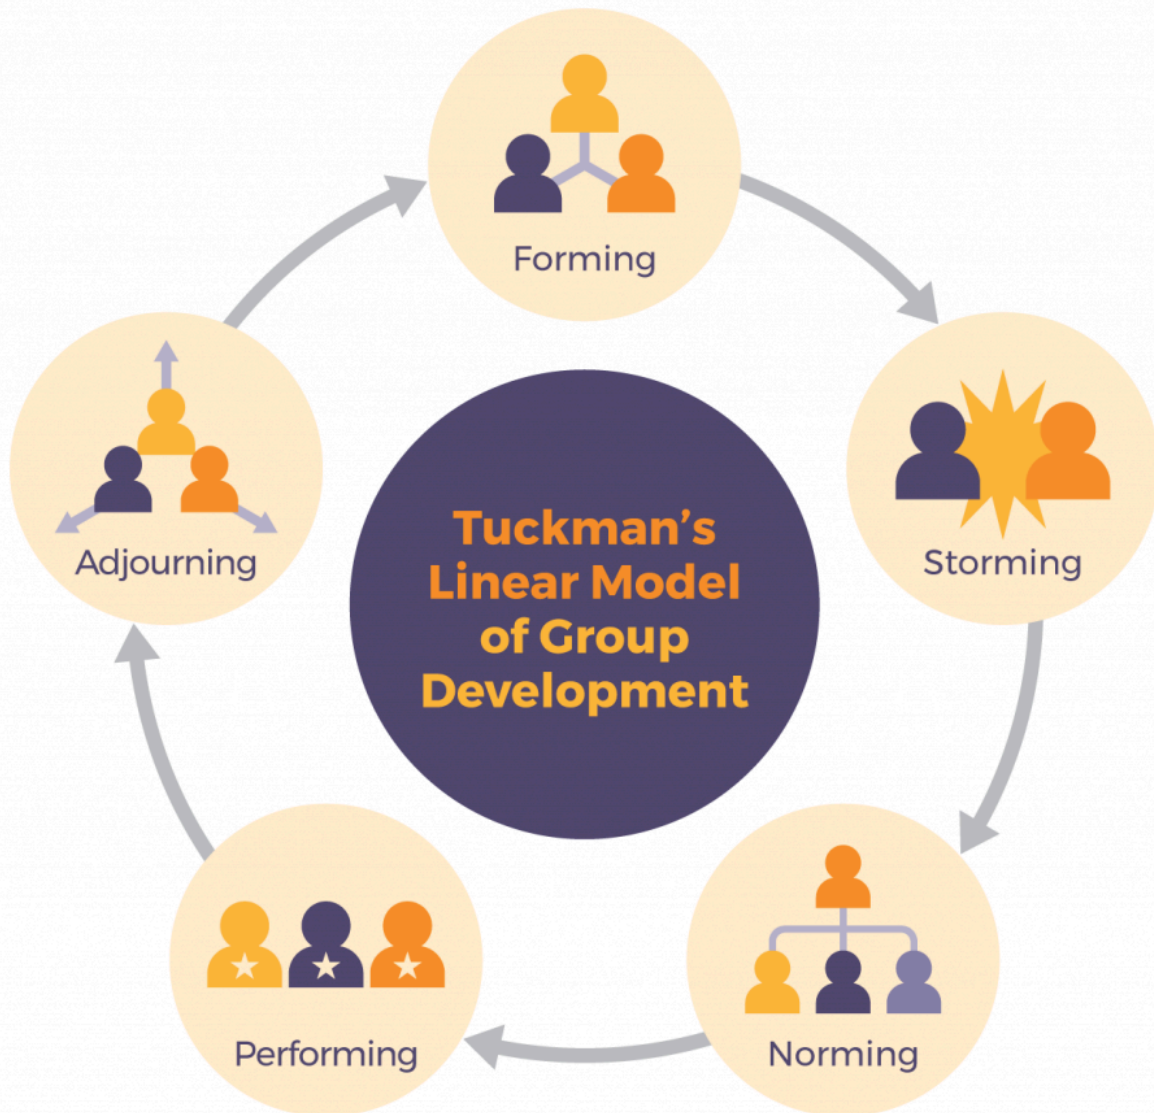 Forming
Storming
Norming
Performing
Adjourning
Tuckman’s
Linear Model
of Group
Development